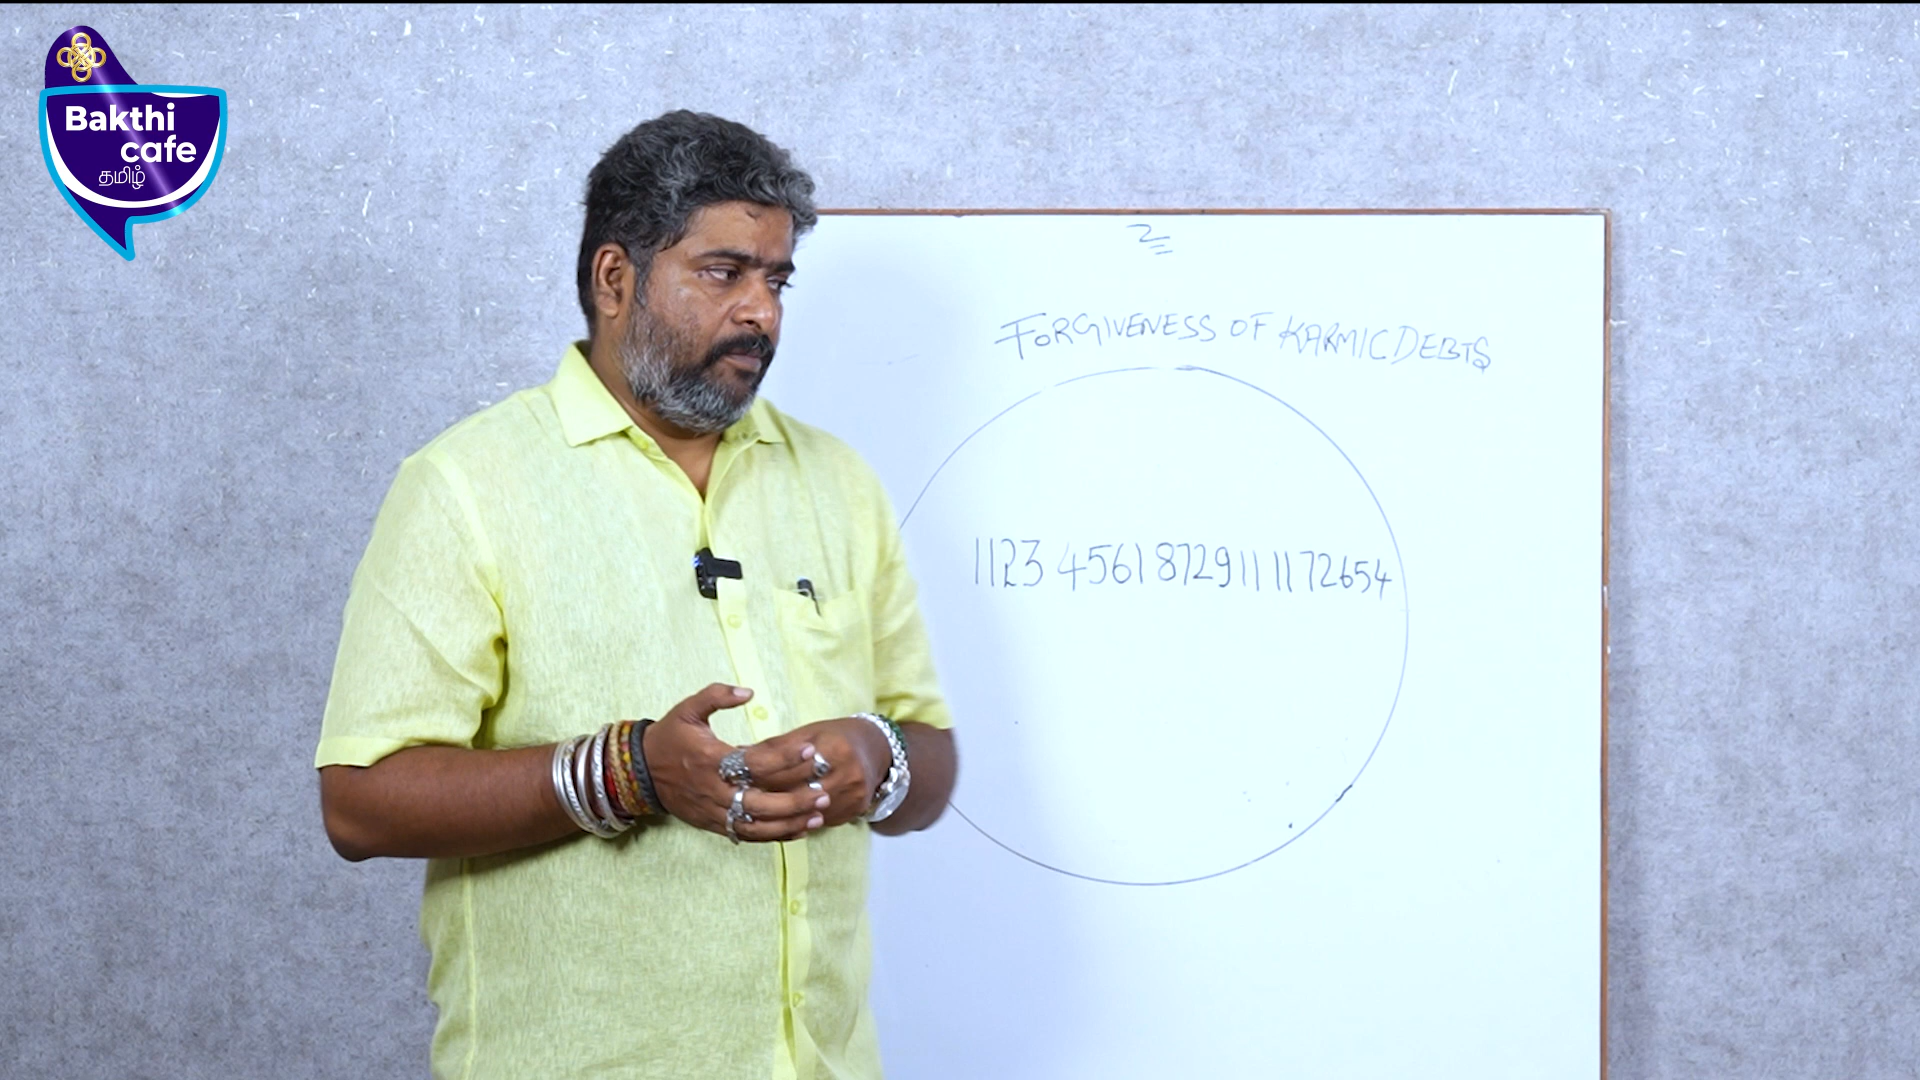 Bakthi
cafe
தமிழ்
உ
FORGIVENESS OF KARMIC DEBTS
1123 4561 8729 11 11 72654